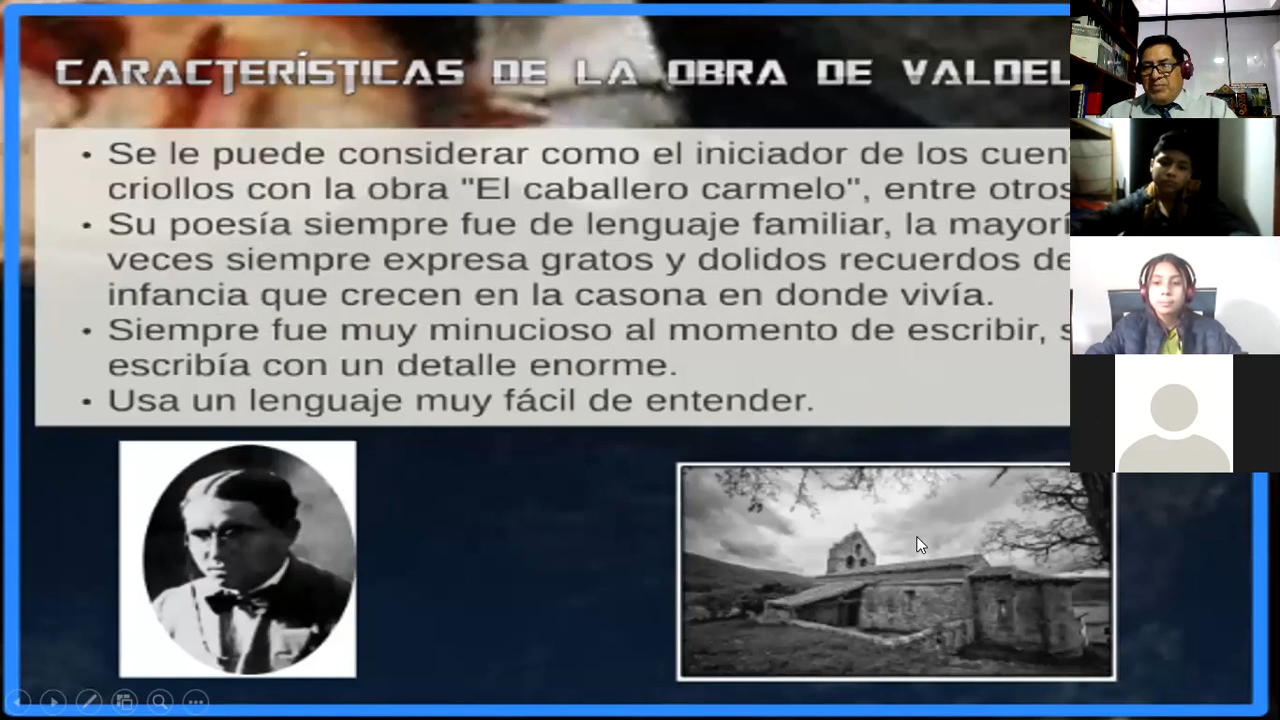 CARACTERÍSTICAS DE LA OBRA DE VALDEL
• Se le puede considerar como el iniciador de los cuen
criollos con la obra "El caballero carmelo", entre otros
• Su poesía siempre fue de lenguaje familiar, la mayorí
veces siempre expresa gratos y dolidos recuerdos de
infancia que crecen en la casona en donde vivía.
• Siempre fue muy minucioso al momento de escribir, s
escribía con un detalle enorme.
• Usa un lenguaje muy fácil de entender.